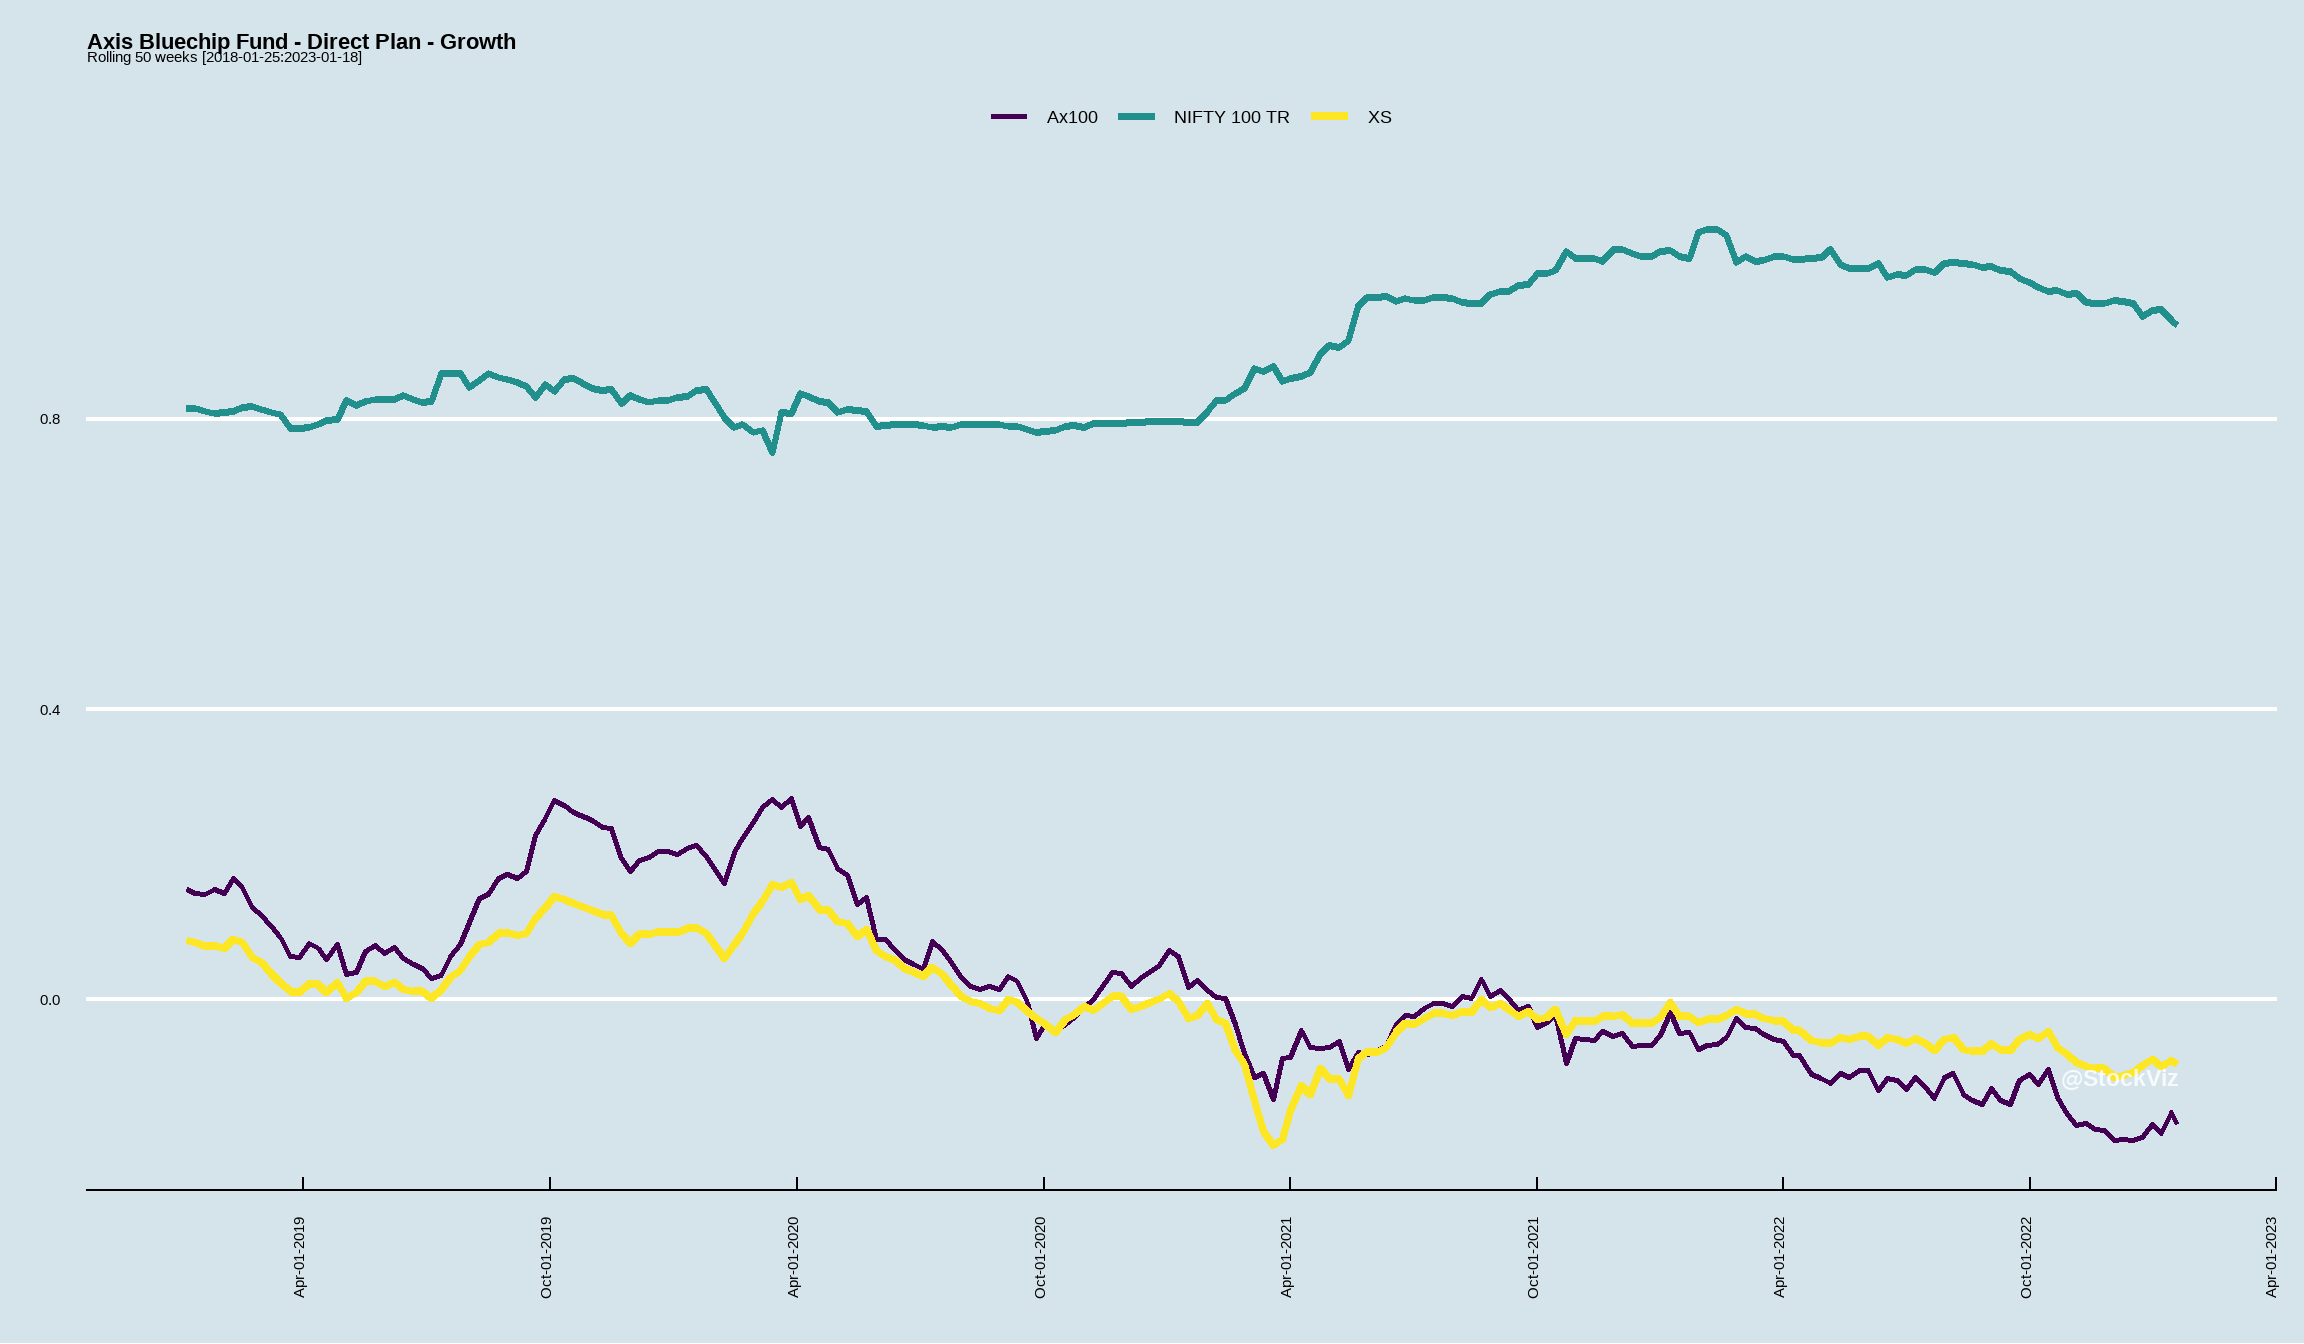 Axis Bluechip Fund - Direct Plan - Growth
Rolling 50 weeks [2018-01-25:2023-01-18]
Ax100 NIFTY 100 TR XS
0.8
0.4
0.0
@StockViz
Apr-01-2019 Oct-01-2019 Apr-01-2020 Oct-01-2020 Apr-01-2021 Oct-01-2021 Apr-01-2022 Oct-01-2022 Apr-01-2023